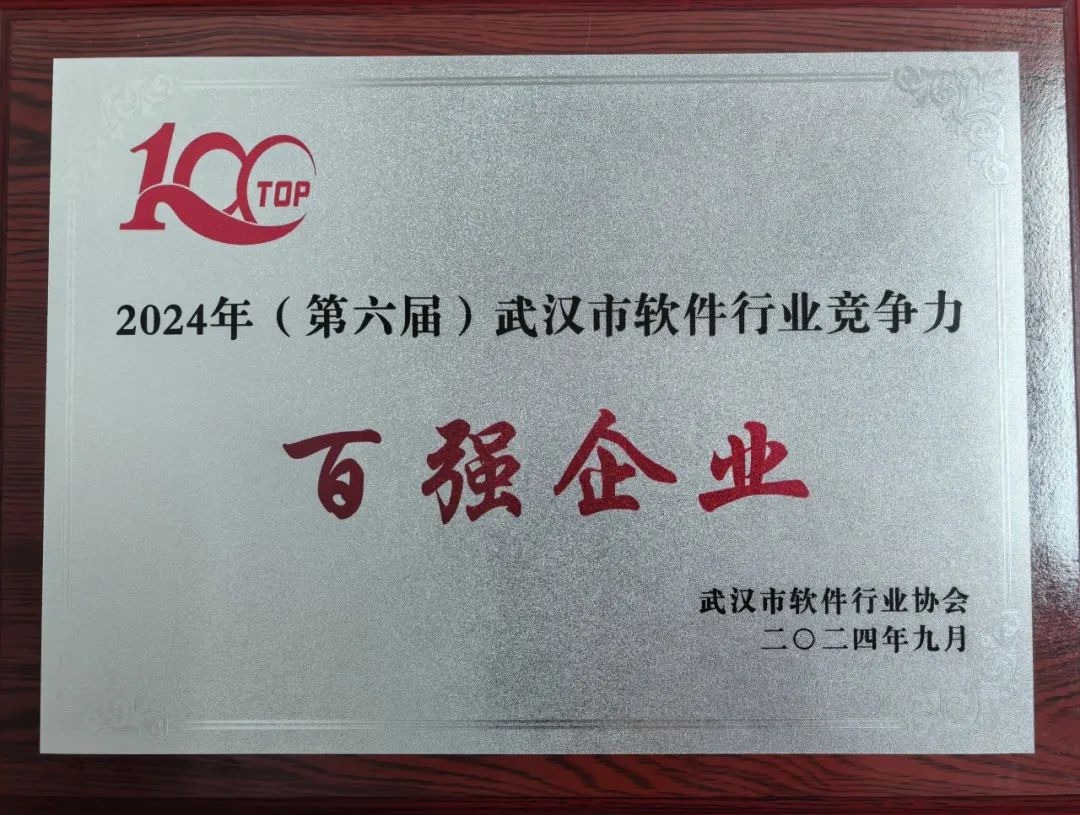 100
TOP
2024年（第六届）武汉市软件行业竞争力
百强企业
武汉市软件行业协会
二〇二四年九月